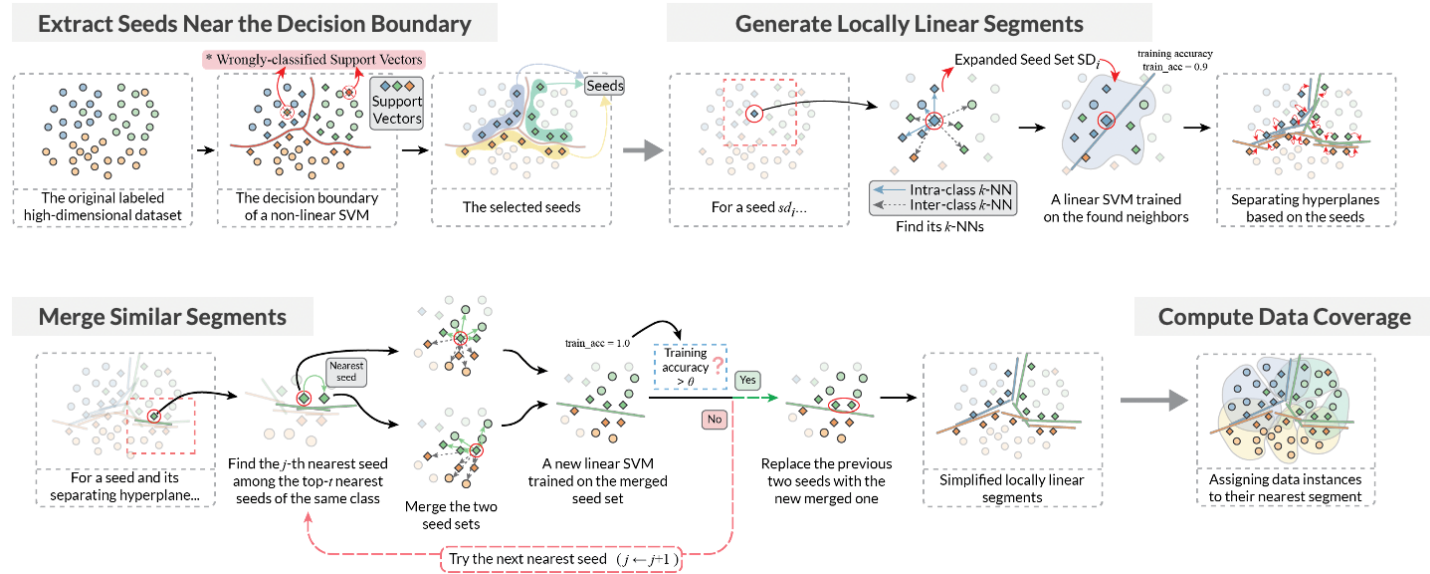 Extract Seeds Near the Decision Boundary
Generate Locally Linear Segments
* Wrongly-classified Support Vectors
Support
Vectors
Seeds
Expanded Seed Set SDi
training accuracy
train_acc = 0.9
Intra-class k-NN
Inter-class k-NN
The original labeled
high-dimensional dataset
The decision boundary
of a non-linear SVM
The selected seeds
For a seed sdi...
Find its k-NNs
A linear SVM trained
on the found neighbors
Separating hyperplanes
based on the seeds
Merge Similar Segments
Compute Data Coverage
Nearest
seed
train_acc = 1.0
Training
accuracy
> θ
?
Yes
No
For a seed and its
separating hyperplane...
Find the j-th nearest seed
among the top-t nearest
seeds of the same class
Merge the two
seed sets
A new linear SVM
trained on the merged
seed set
Replace the previous
two seeds with the
new merged one
Simplified locally linear
segments
Assigning data instances
to their nearest segment
Try the next nearest seed ( j ← j+1 )